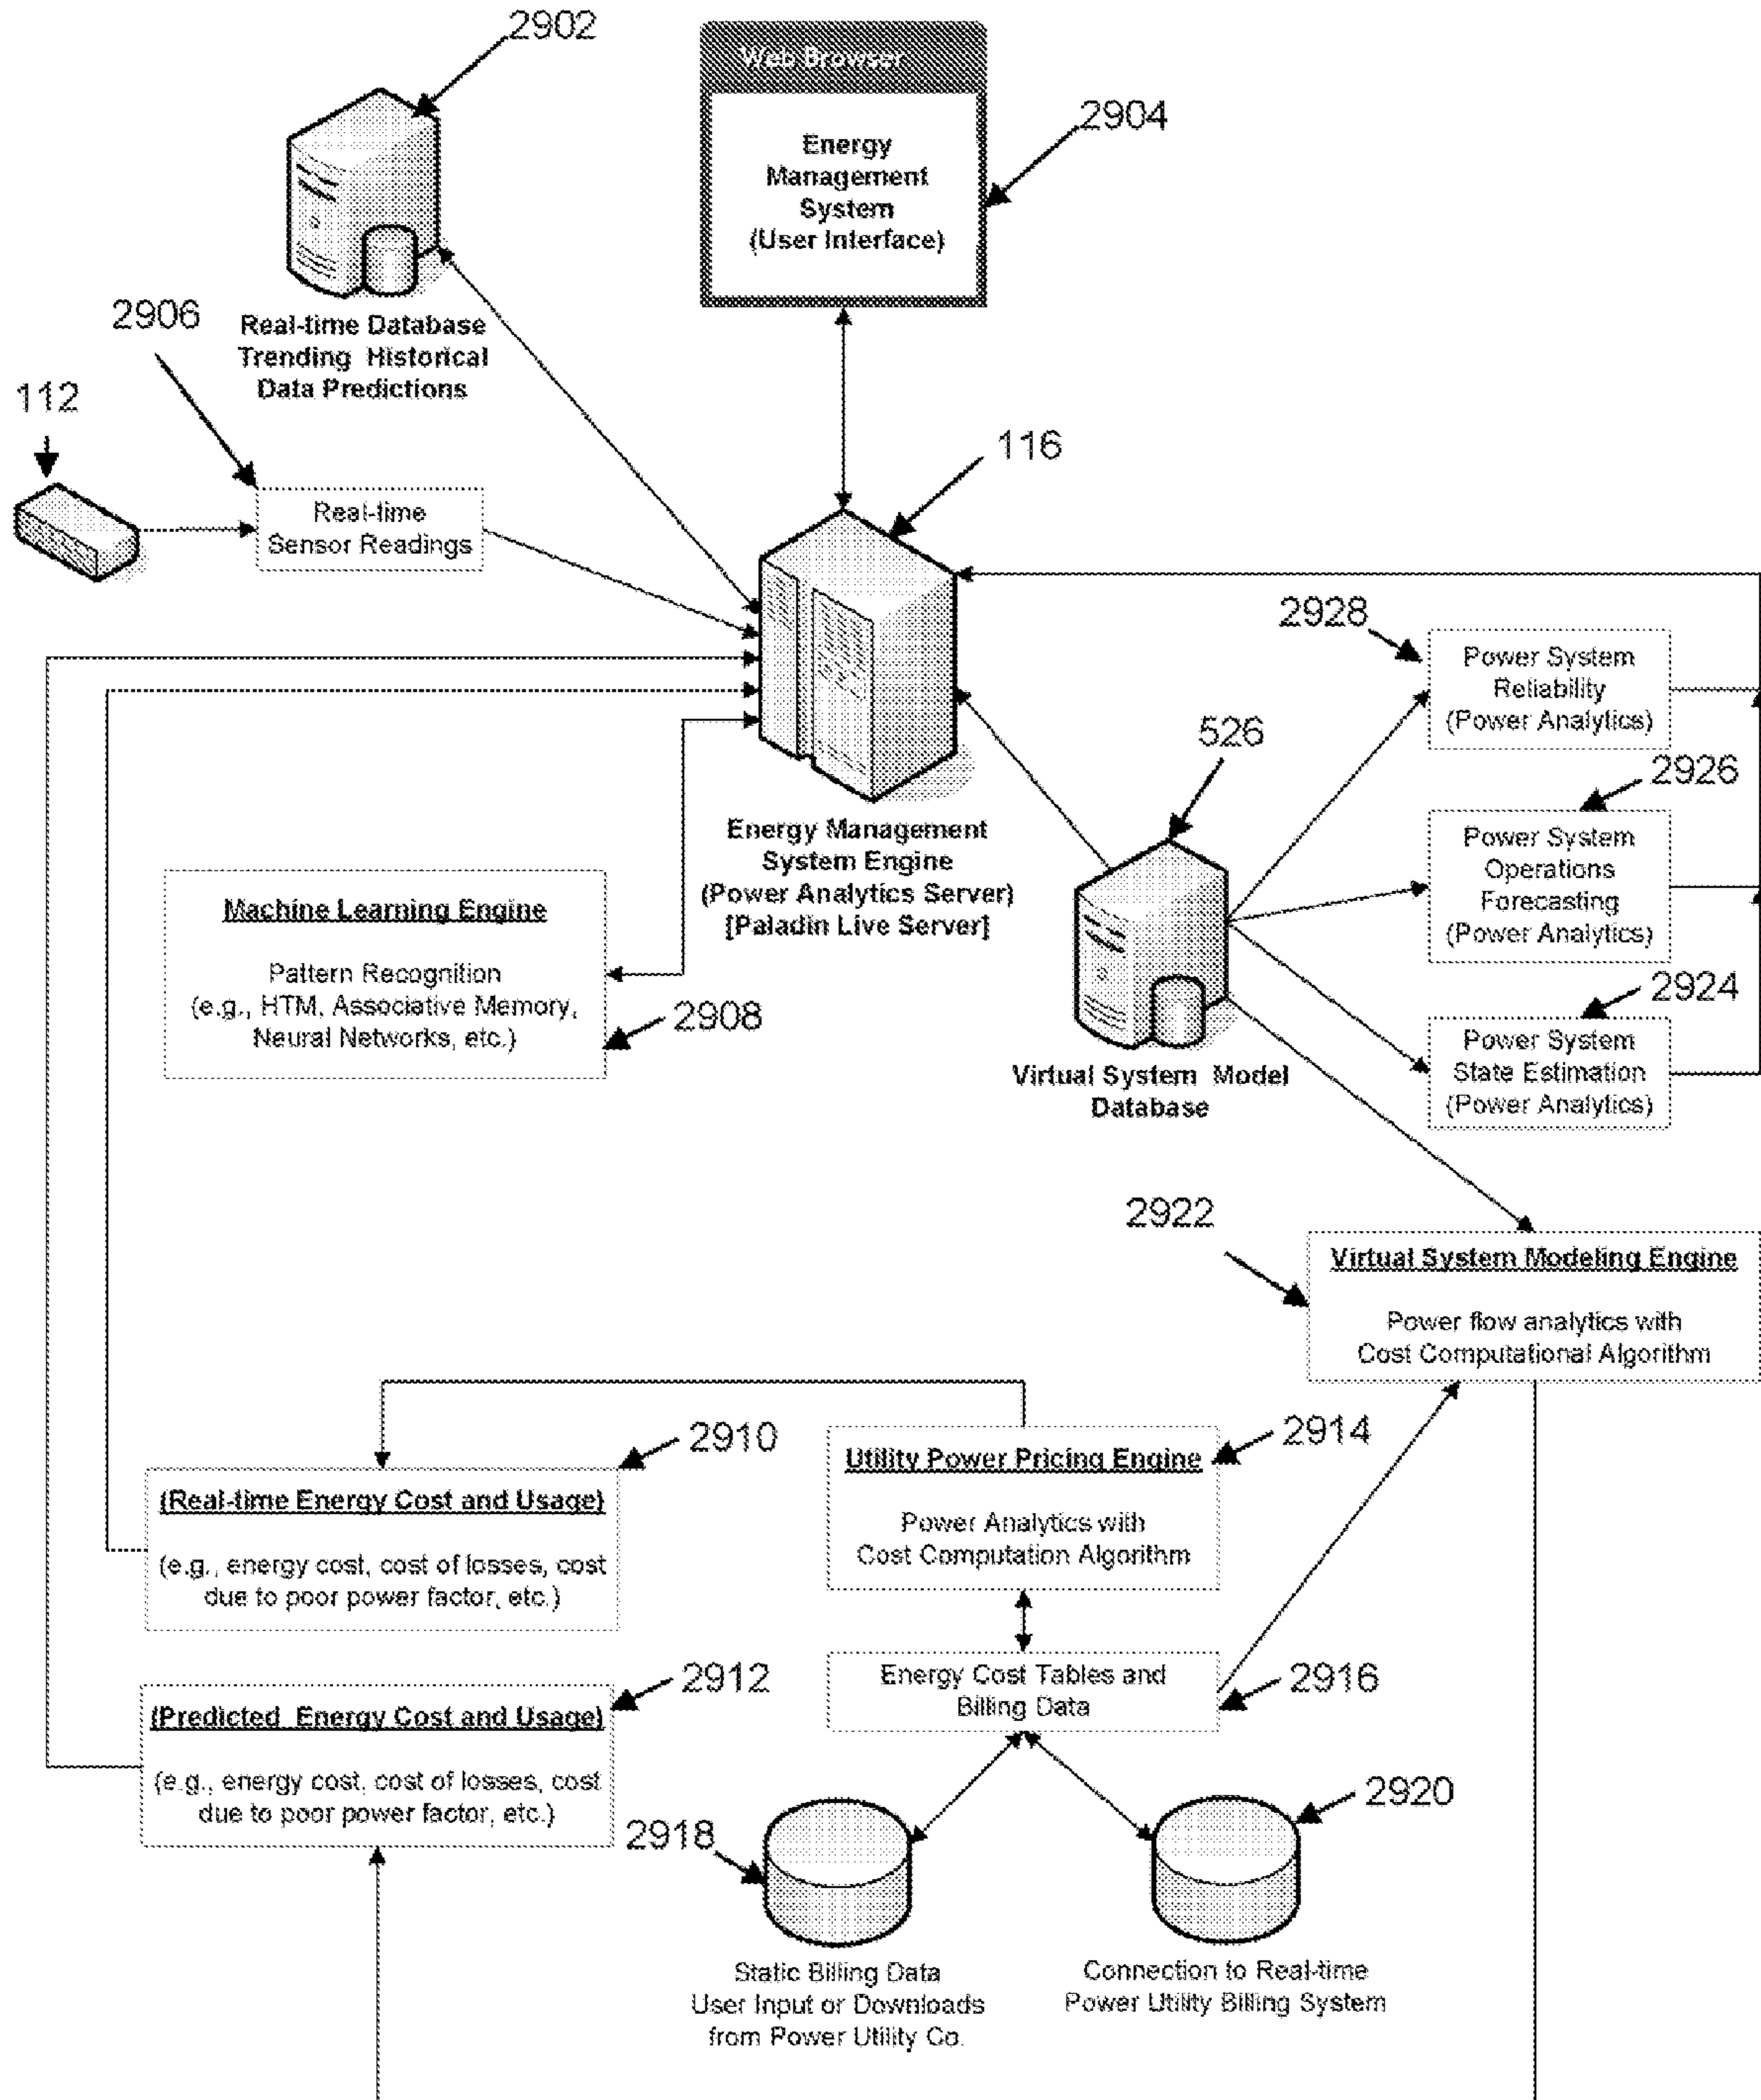 2902
Web Browser
Energy
Management
System
(User Interface)
2904
2906
Real-time Database
Trending Historical
Data Predictions
112
Real-time
Sensor Readings
116
Energy Management
System Engine
(Power Analytics Server)
[Paladin Live Server]
2928
Power System
Reliability
(Power Analytics)
526
2926
Power System
Operations
Forecasting
(Power Analytics)
2924
Power System
State Estimation
(Power Analytics)
Virtual System Model
Database
Machine Learning Engine
Pattern Recognition
(e.g., HTM, Associative Memory,
Neural Networks, etc.)
2908
2922
Virtual System Modeling Engine
Power flow analytics with
Cost Computational Algorithm
2910
(Real-time Energy Cost and Usage)
(e.g., energy cost, cost of losses, cost
due to poor power factor, etc.)
2914
Utility Power Pricing Engine
Power Analytics with
Cost Computation Algorithm
2912
(Predicted Energy Cost and Usage)
(e.g., energy cost, cost of losses, cost
due to poor power factor, etc.)
Energy Cost Tables and
Billing Data
2916
2918
2920
Static Billing Data
User Input or Downloads
from Power Utility Co.
Connection to Real-time
Power Utility Billing System